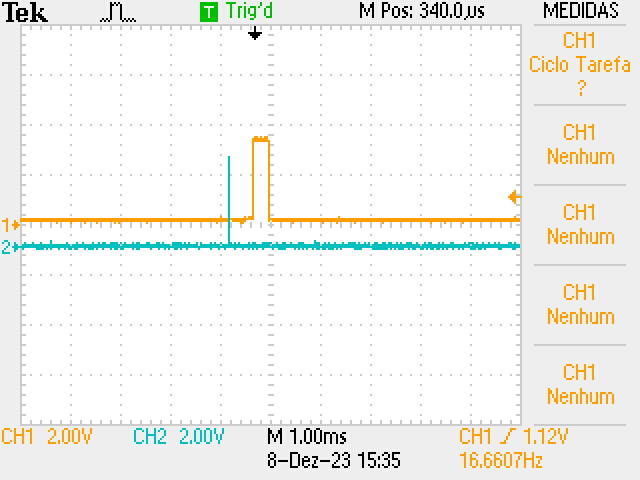 Tek T Trig'd M Pos: 340.0µs MEDIDAS
CH1
Ciclo Tarefa
?
CH1
Nenhum
CH1
Nenhum
CH1
Nenhum
CH1
Nenhum
1
2
CH1 2.00V CH2 2.00V M 1.00ms CH1 1.12V
8-Dez-23 15:35 16.6607Hz